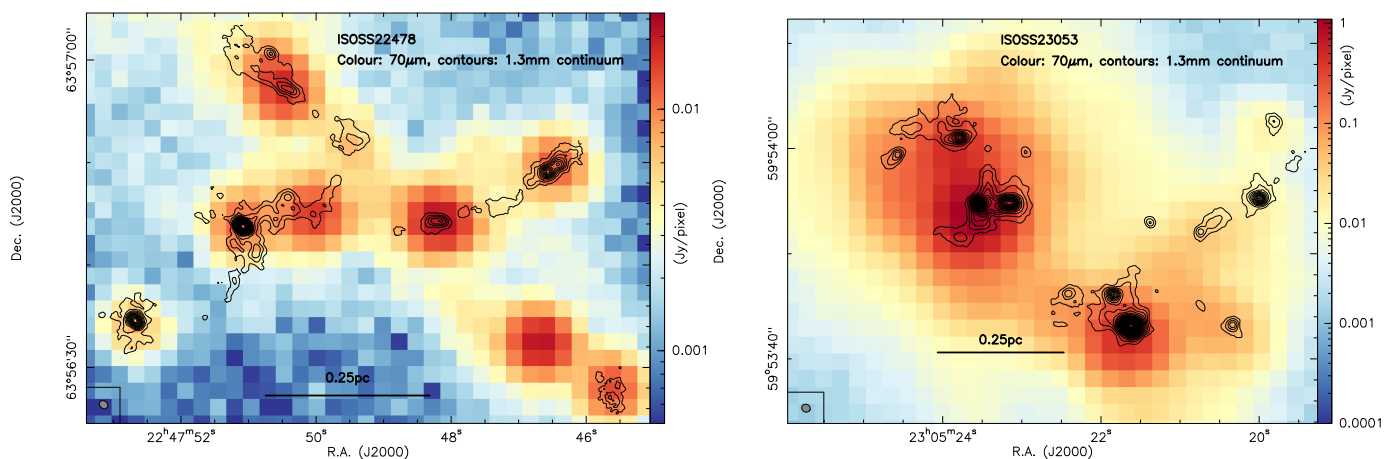 ISOSS22478
Colour: 70μm, contours: 1.3mm continuum
63°57'00"
63°56'30"
Dec. (J2000)
0.25pc
22ʰ47ᵐ52ˢ
50ˢ
48ˢ
46ˢ
R.A. (J2000)
0.01
0.001
(Jy/pixel)
ISOSS23053
Colour: 70μm, contours: 1.3mm continuum
59°54'00"
59°53'40"
Dec. (J2000)
0.25pc
23ʰ05ᵐ24ˢ
22ˢ
20ˢ
R.A. (J2000)
1
0.1
0.01
0.001
0.0001
(Jy/pixel)